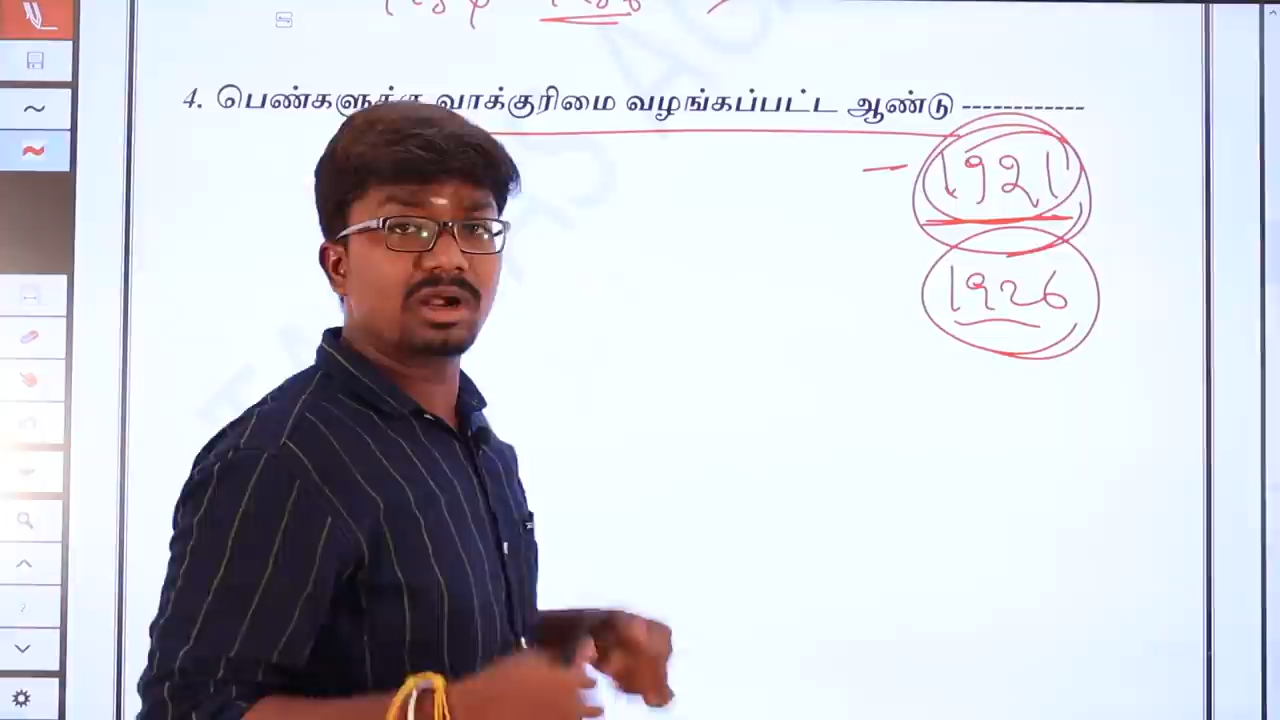 4. பெண்களுக்கு வாக்குரிமை வழங்கப்பட்ட ஆண்டு ------------
- 1921
1926